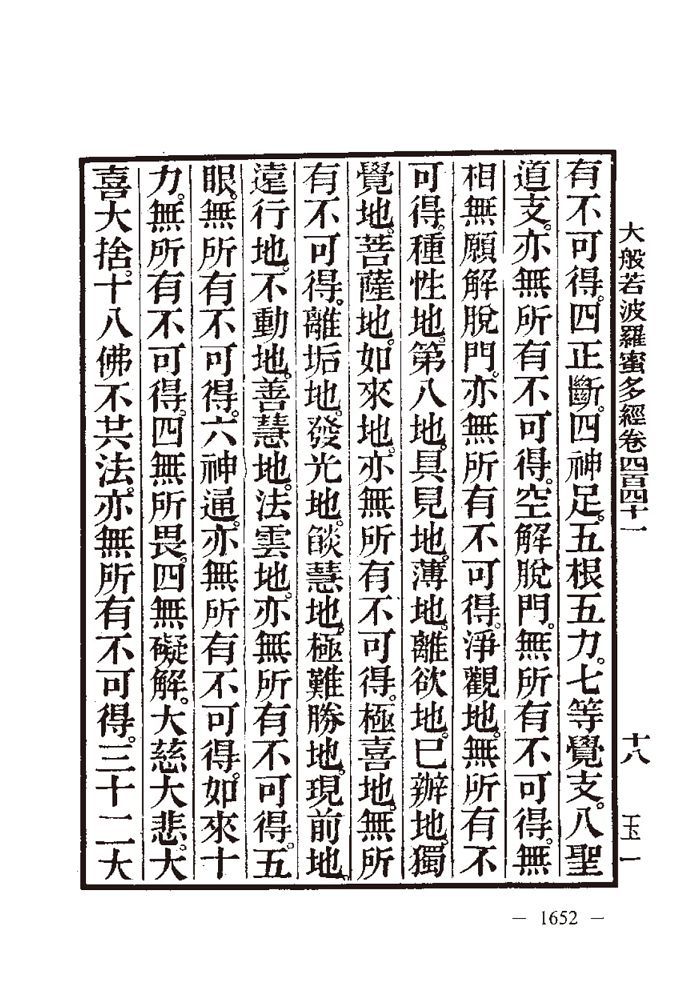 大般若波羅蜜多經卷四百四十一 十八 玉一
有不可得。四正斷。四神足。五根五力。七等覺支。八聖
道支。亦無所有不可得。空解脫門。無所有不可得。無
相無願解脫門。亦無所有不可得。淨觀地。無所有不
可得。種性地。第八地。具見地。薄地。離欲地。已辦地。獨
覺地。菩薩地。如來地。亦無所有不可得。極喜地。無所
有不可得。離垢地。發光地。燄慧地。極難勝地。現前地。
遠行地。不動地。善慧地。法雲地。亦無所有不可得。五
眼。無所有不可得。六神通。亦無所有不可得。如來十
力。無所有不可得。四無所畏。四無礙解。大慈大悲。大
喜大捨。十八佛不共法。亦無所有不可得。三十二大
— 1652 —